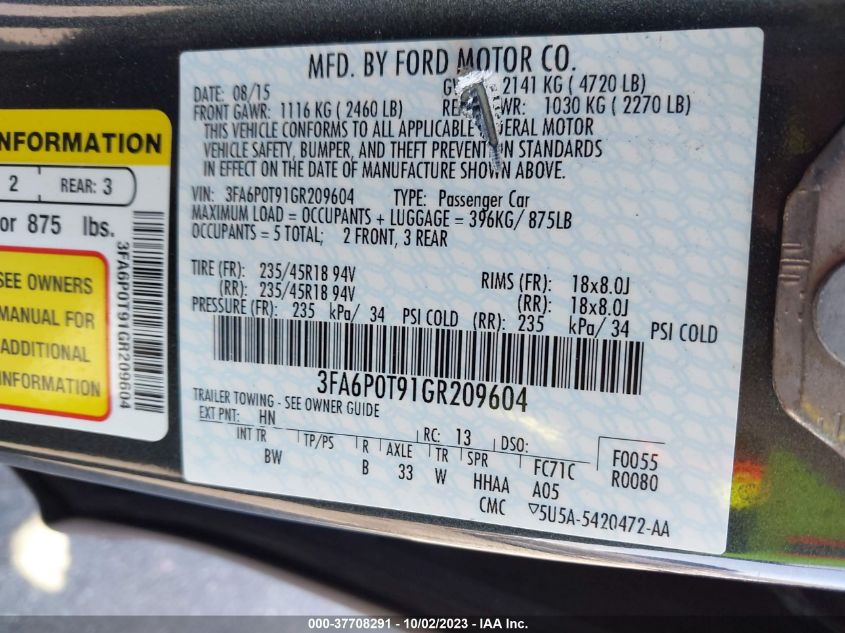 MFD. BY FORD MOTOR CO.
DATE: 08/15 2141 KG ( 4720 LB)
FRONT GAWR: 1116 KG ( 2460 LB) 1030 KG ( 2270 LB)
THIS VEHICLE CONFORMS TO ALL APPLICABLE MOTOR
VEHICLE SAFETY, BUMPER, AND THEFT PREVENTION STANDARDS
IN EFFECT ON THE DATE OF MANUFACTURE SHOWN ABOVE.
VIN: 3FA6P0T91GR209604 TYPE: Passenger Car
MAXIMUM LOAD = OCCUPANTS + LUGGAGE = 396KG/ 875LB
OCCUPANTS = 5 TOTAL; 2 FRONT, 3 REAR
TIRE (FR): 235/45R18 94V RIMS (FR): 18x8.0J
(RR): 235/45R18 94V (RR): 18x8.0J
PRESSURE (FR): 235 kPa/ 34 PSI COLD (RR): 235 kPa/ 34 PSI COLD
3FA6P0T91GR209604
TRAILER TOWING - SEE OWNER GUIDE
EXT PNT: HN RC: 13 DSO: F0055
INT TR TP/PS R AXLE TR SPR FC71C R0080
BW B 33 W HHAA A05
CMC ▽5U5A-5420472-AA
INFORMATION
2 REAR: 3
or 875 lbs.
SEE OWNERS
MANUAL FOR
ADDITIONAL
INFORMATION
3FA6P0T91GR209604
000-37708291 - 10/02/2023 - IAA Inc.